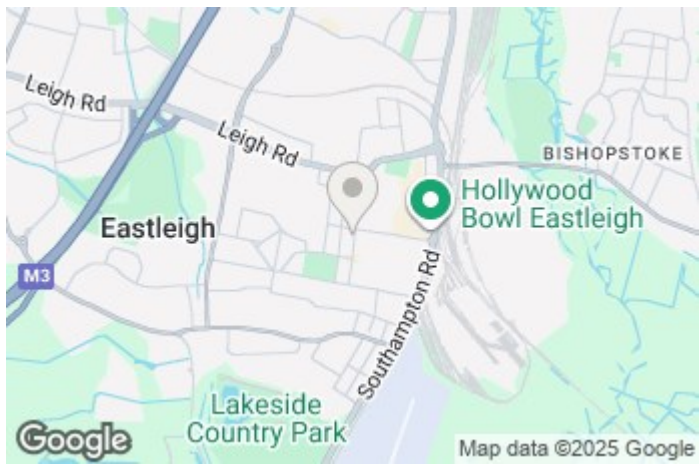 Leigh Rd
Leigh Rd
BISHOPSTOKE
Hollywood
Bowl Eastleigh
Eastleigh
M3
Southampton Rd
Lakeside
Country Park
Google
Map data ©2025 Google